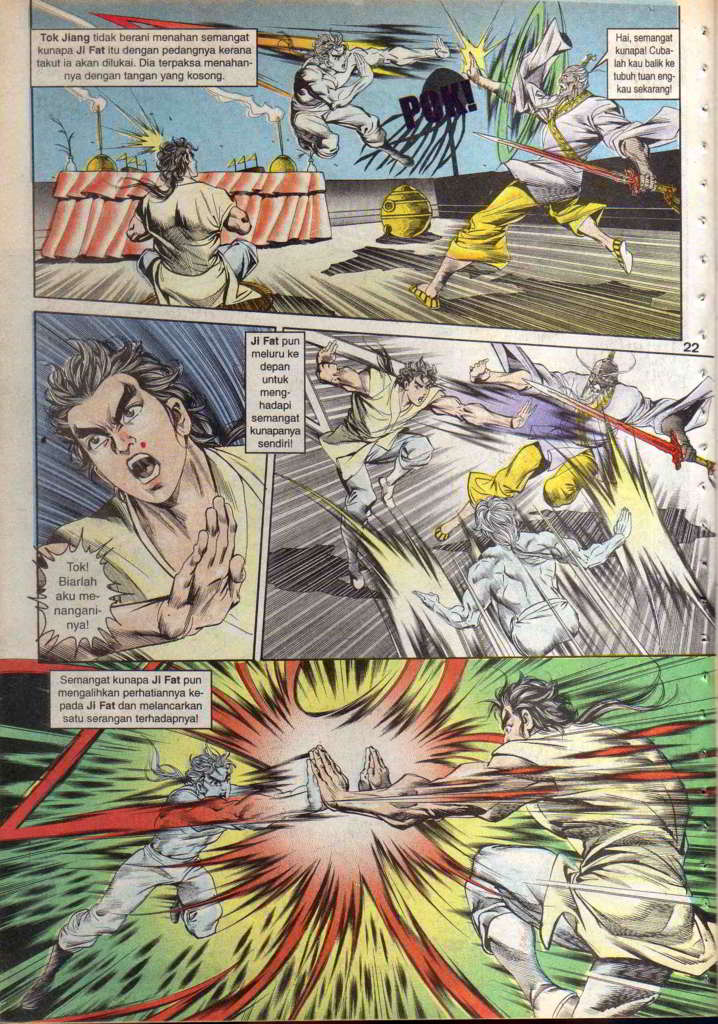 Tok Jiang tidak berani menahan semangat
kunapa Ji Fat itu dengan pedangnya kerana
takut ia akan dilukai. Dia terpaksa menahan-
nya dengan tangan yang kosong.
Hai, semangat
kunapa! Cuba-
lah kau balik ke
tubuh tuan eng-
kau sekarang!
POK!
22
Ji Fat pun
meluru ke
depan
untuk
meng-
hadapi
semangat
kunapanya
sendiri!
Tok!
Biarlah
aku me-
nangani-
nya!
Semangat kunapa Ji Fat pun
mengalihkan perhatiannya ke-
pada Ji Fat dan melancarkan
satu serangan terhadapnya!